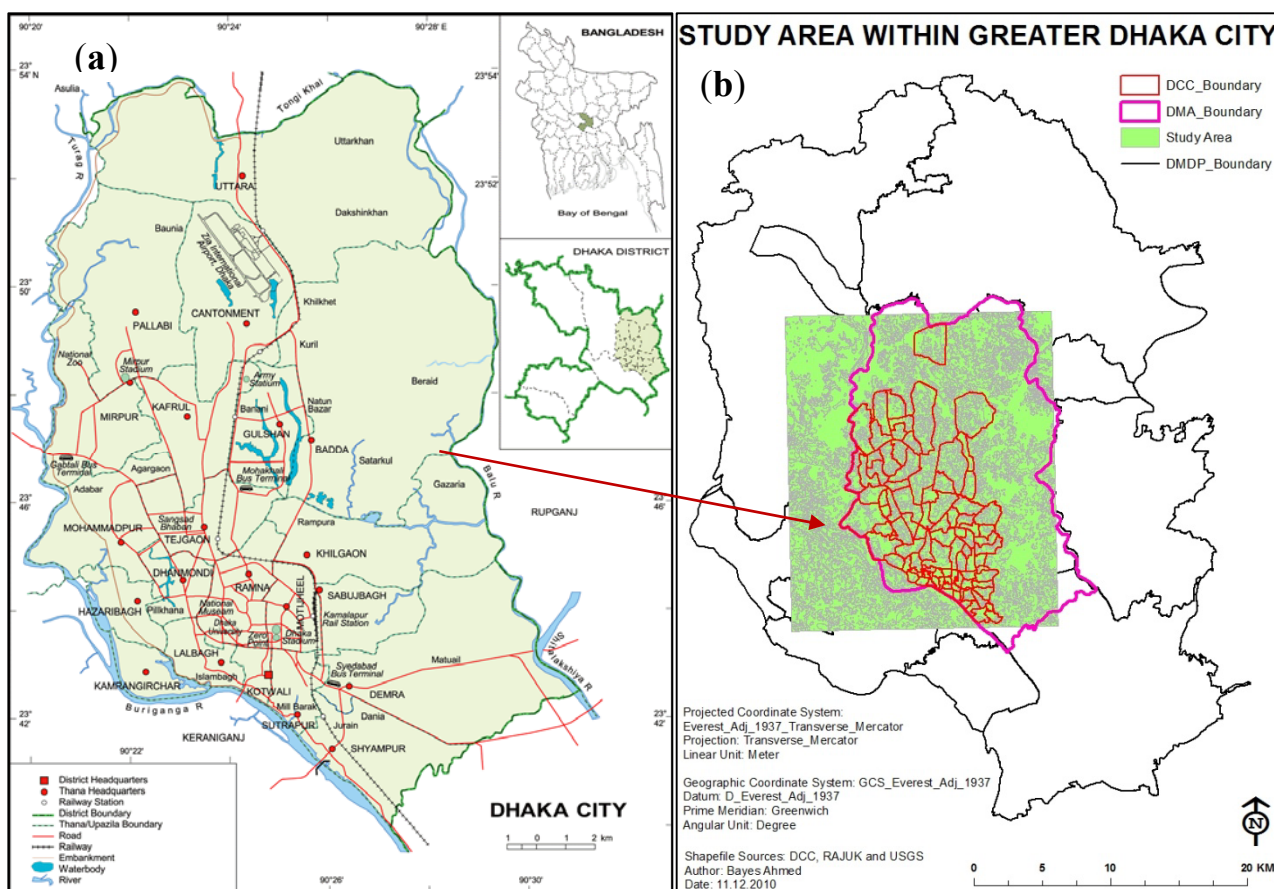 90°20'
90°24'
90°28' E
23°
54' N
(a)
Asulia
Tongi Khal
23°54'
Turag R
Uttarkhan
UTTARA
23°52'
Dakshinkhan
Baunia
Zia International
Airport, Dhaka
23°
50'
Khilkhet
CANTONMENT
PALLABI
Kuril
National
Zoo
Mirpur
Stadium
Army
Statium
Beraid
MIRPUR
KAFRUL
Banani
Natun
Bazar
GULSHAN
BADDA
Gabtali Bus
Termidal
Agargaon
Mohakhali
Bus Terminal
Satarkul
Adabar
Gazaria
Balu R
23°
46'
23°
46'
RUPGANJ
MOHAMMADPUR
Sangsad
Bhaban
Rampura
TEJGAON
KHILGAON
DHANMONDI
RAMNA
MOTIJHEEL
SABUJBAGH
HAZARIBAGH
Pillkhana
National
Museam
Kamalapur
Rail Station
Dhaka
University
Zero
Point
Dhaka
Stadium
LALBAGH
Syedabad
Bus Terminal
Matuail
KAMRANGIRCHAR
Islambagh
KOTWALI
DEMRA
Buriganga R
Mill Barak
Dania
23°
42'
23°
42'
SUTRAPUR
Jurain
KERANIGANJ
SHYAMPUR
90°22'
90°26'
90°30'
District Headquarters
Thana Headquarters
Railway Station
District Boundary
Thana/Upazila Boundary
Road
Railway
Embankment
Waterbody
River
DHAKA CITY
1 0 1 2 km
BANGLADESH
Bay of Bengal
DHAKA DISTRICT
STUDY AREA WITHIN GREATER DHAKA CITY
(b)
DCC_Boundary
DMA_Boundary
Study Area
DMDP_Boundary
Projected Coordinate System:
Everest_Adj_1937_Transverse_Mercator
Projection: Transverse_Mercator
Linear Unit: Meter
Geographic Coordinate System: GCS_Everest_Adj_1937
Datum: D_Everest_Adj_1937
Prime Meridian: Greenwich
Angular Unit: Degree
Shapefile Sources: DCC, RAJUK and USGS
Author: Bayes Ahmed
Date: 11.12.2010
N
0 5 10 20 KM